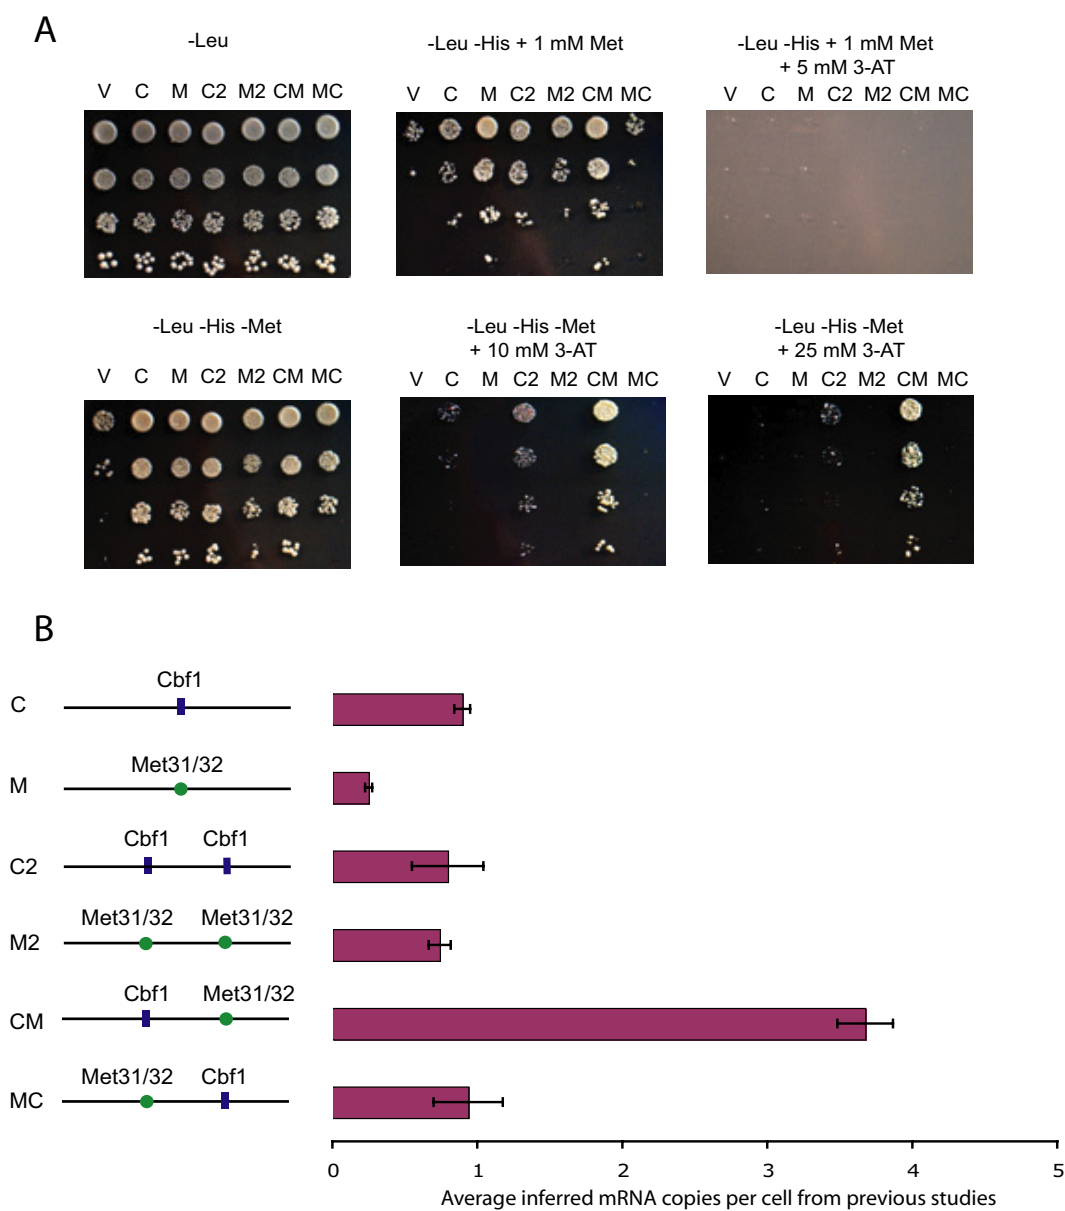 A
-Leu
V C M C2 M2 CM MC
-Leu -His + 1 mM Met
V C M C2 M2 CM MC
-Leu -His + 1 mM Met
+ 5 mM 3-AT
V C M C2 M2 CM MC
-Leu -His -Met
V C M C2 M2 CM MC
-Leu -His -Met
+ 10 mM 3-AT
V C M C2 M2 CM MC
-Leu -His -Met
+ 25 mM 3-AT
V C M C2 M2 CM MC
B
C
Cbf1
M
Met31/32
C2
Cbf1 Cbf1
M2
Met31/32 Met31/32
CM
Cbf1 Met31/32
MC
Met31/32 Cbf1
0 1 2 3 4 5
Average inferred mRNA copies per cell from previous studies